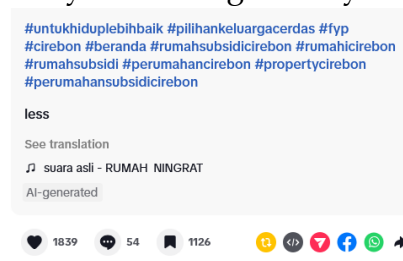 #untukhiduplebihbaik #pilihankeluargacerdas #fyp
#cirebon #beranda #rumahsubsidicirebon #rumahicirebon
#rumahsubsidi #perumahancirebon #propertycirebon
#perumahansubsidicirebon
less
See translation
♫ suara asli - RUMAH NINGRAT
AI-generated
1839 54 1126